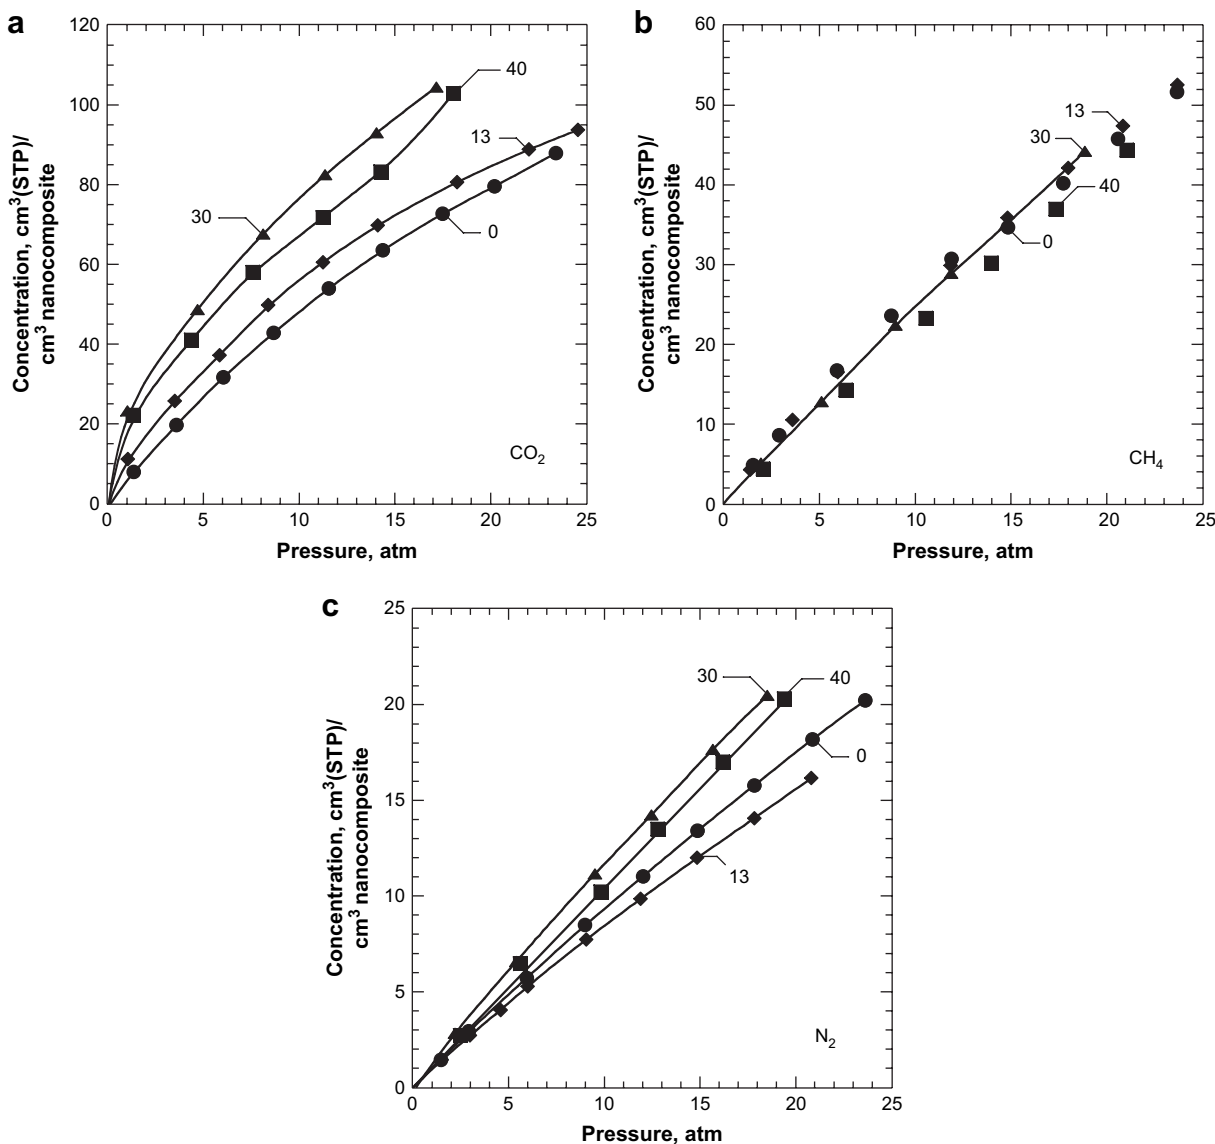 a
120
100
80
60
40
20
0
0 5 10 15 20 25
Concentration, cm³(STP)/
cm³ nanocomposite
Pressure, atm
40
13
30
0
CO₂
b
60
50
40
30
20
10
0
0 5 10 15 20 25
Concentration, cm³(STP)/
cm³ nanocomposite
Pressure, atm
13
30
40
0
CH₄
c
25
20
15
10
5
0
0 5 10 15 20 25
Concentration, cm³(STP)/
cm³ nanocomposite
Pressure, atm
30
40
0
13
N₂